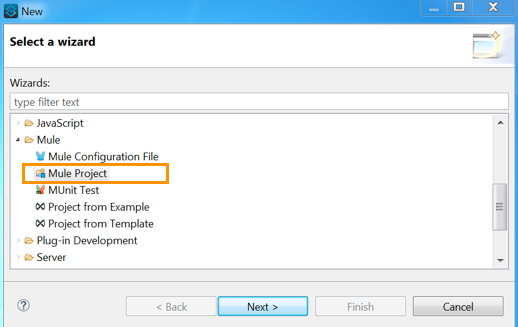 New
Select a wizard
Wizards:
type filter text
JavaScript
Mule
Mule Configuration File
Mule Project
MUnit Test
Project from Example
Project from Template
Plug-in Development
Server
? < Back Next > Finish Cancel